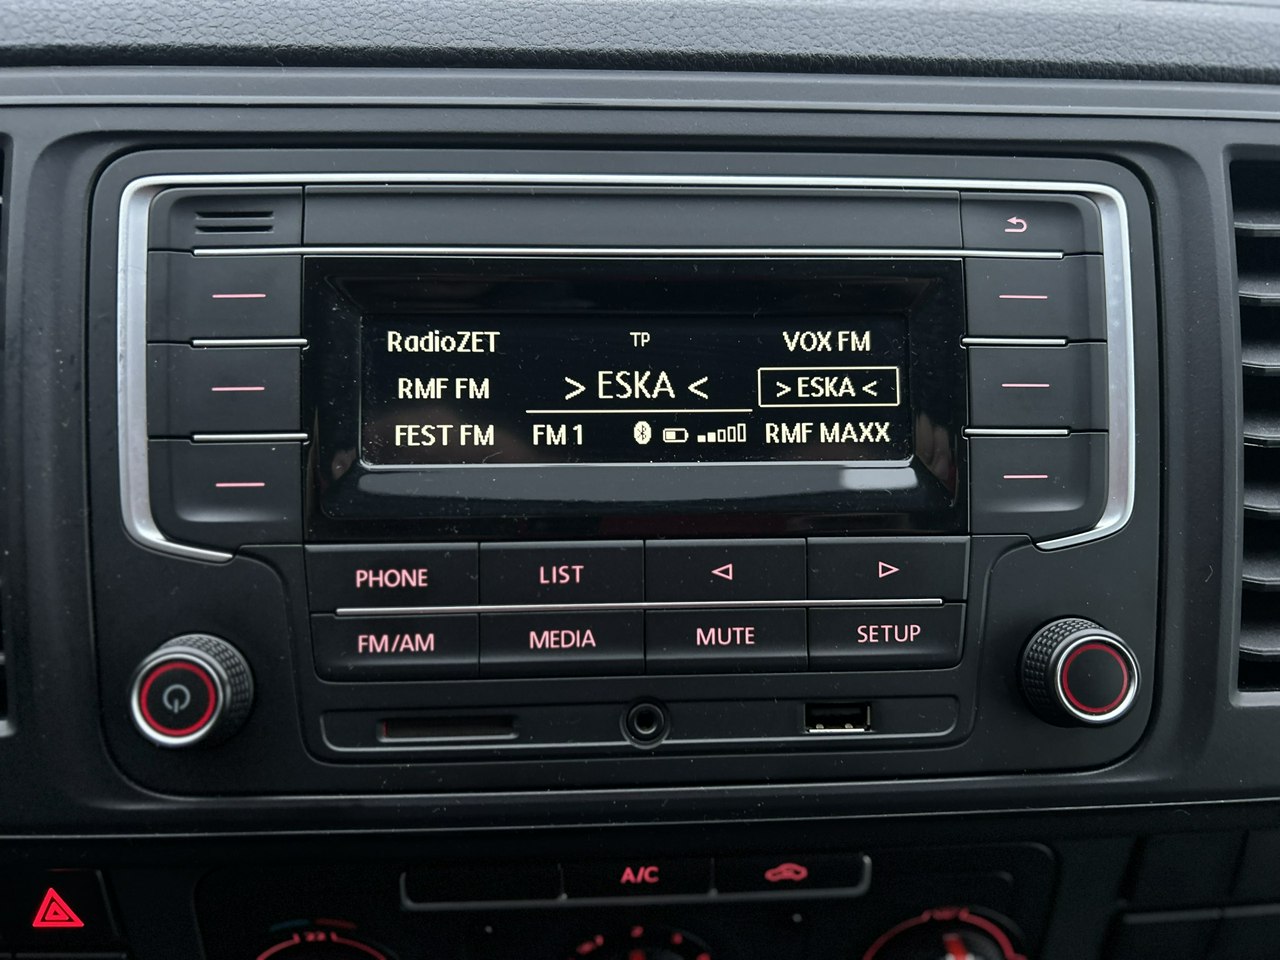 RadioZET TP VOX FM
RMF FM > ESKA < > ESKA <
FEST FM FM 1 RMF MAXX
PHONE LIST
FM/AM MEDIA MUTE SETUP
A/C
22